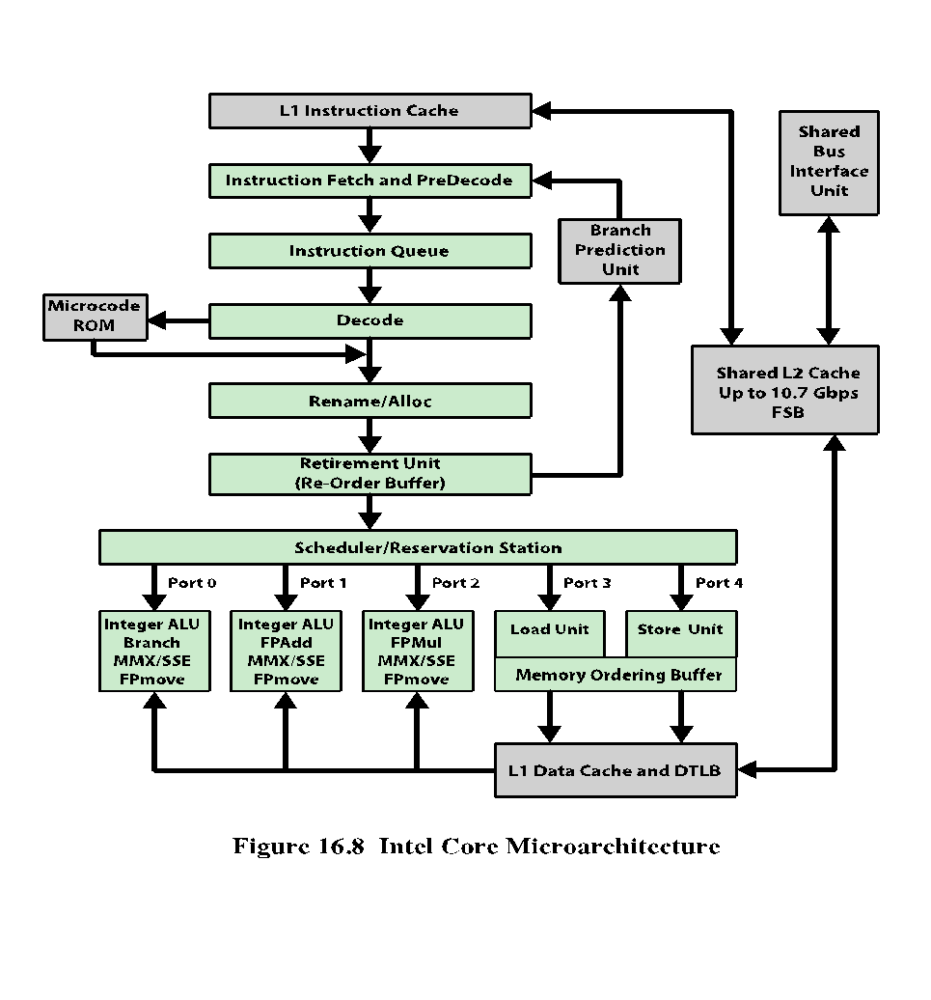 L1 Instruction Cache
Shared
Bus
Interface
Unit
Instruction Fetch and PreDecode
Branch
Prediction
Unit
Instruction Queue
Microcode
ROM
Decode
Shared L2 Cache
Up to 10.7 Gbps
FSB
Rename/Alloc
Retirement Unit
(Re-Order Buffer)
Scheduler/Reservation Station
Port 0
Port 1
Port 2
Port 3
Port 4
Integer ALU
Branch
MMX/SSE
FPmove
Integer ALU
FPAdd
MMX/SSE
FPmove
Integer ALU
FPMul
MMX/SSE
FPmove
Load Unit
Store Unit
Memory Ordering Buffer
L1 Data Cache and DTLB
Figure 16.8 Intel Core Microarchitecture